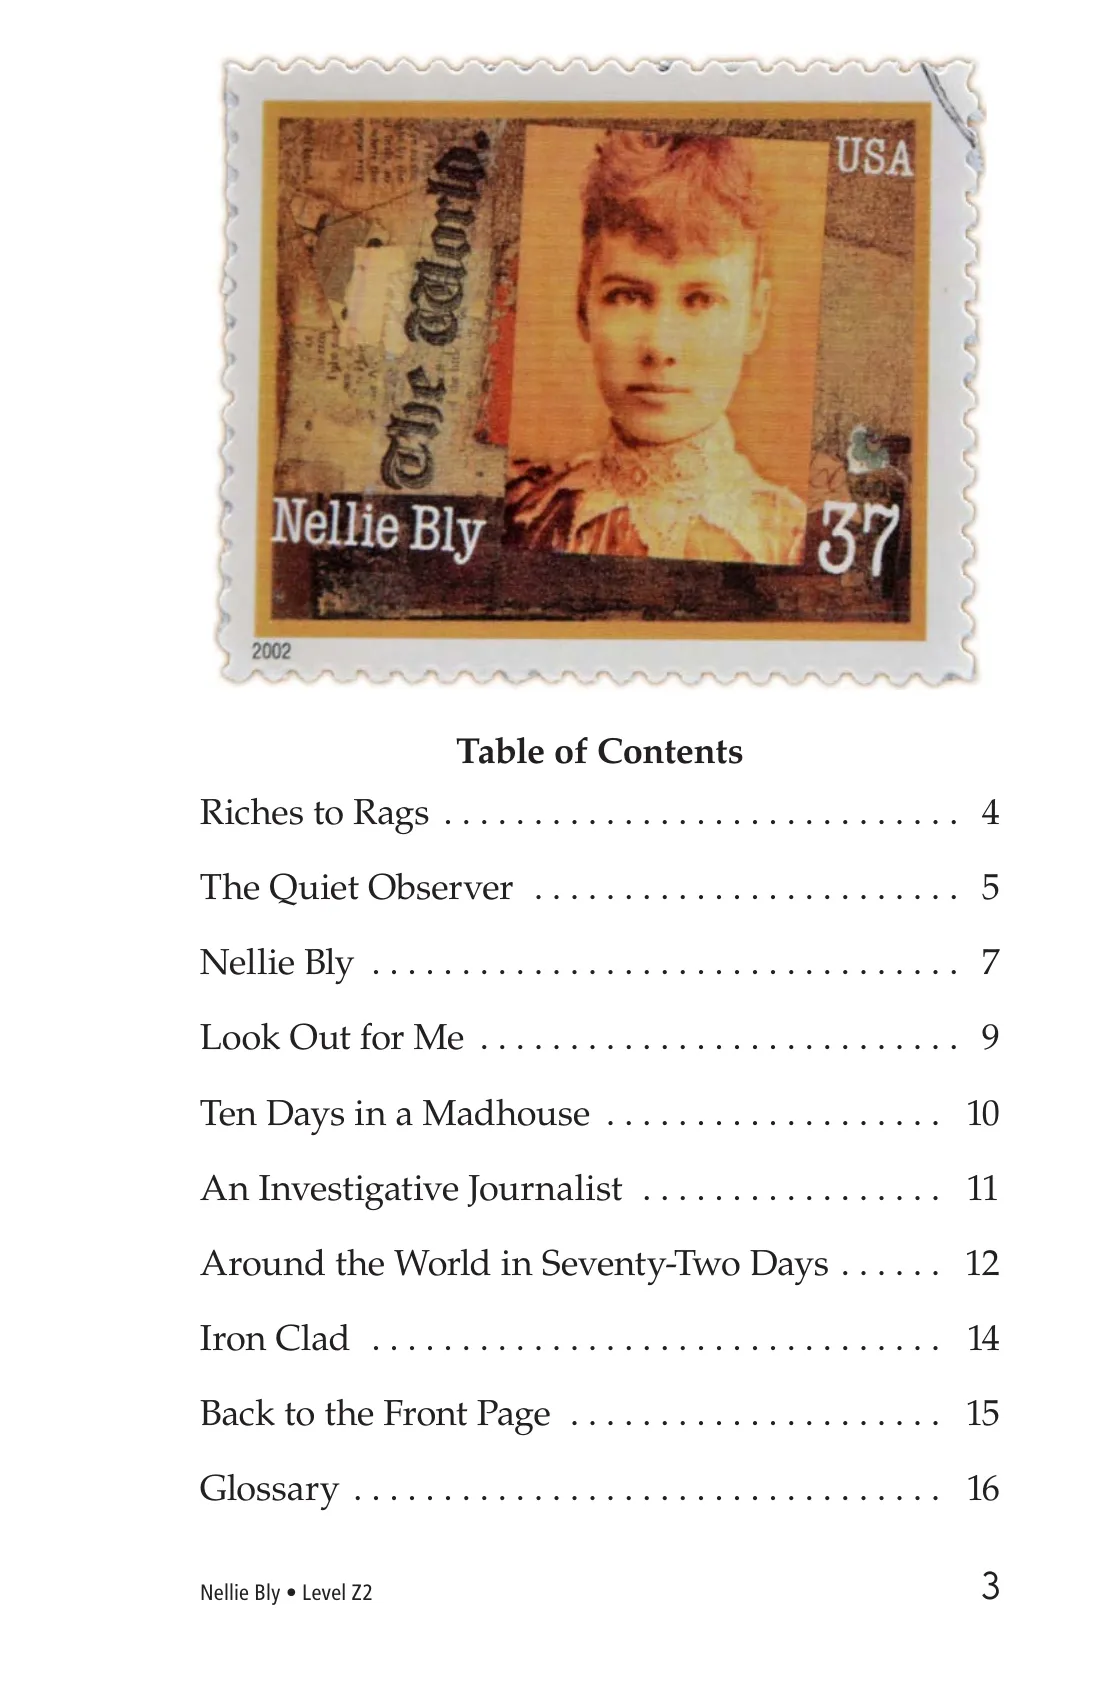 USA
The World.
Nellie Bly
37
2002
Table of Contents
Riches to Rags . . . . . . . . . . . . . . . . . . . . . . . . . . . . . 4
The Quiet Observer . . . . . . . . . . . . . . . . . . . . . . . . 5
Nellie Bly . . . . . . . . . . . . . . . . . . . . . . . . . . . . . . . . . 7
Look Out for Me . . . . . . . . . . . . . . . . . . . . . . . . . . . 9
Ten Days in a Madhouse . . . . . . . . . . . . . . . . . . . 10
An Investigative Journalist . . . . . . . . . . . . . . . . . 11
Around the World in Seventy-Two Days . . . . . . 12
Iron Clad . . . . . . . . . . . . . . . . . . . . . . . . . . . . . . . . 14
Back to the Front Page . . . . . . . . . . . . . . . . . . . . . 15
Glossary . . . . . . . . . . . . . . . . . . . . . . . . . . . . . . . . . 16
Nellie Bly • Level Z2 3